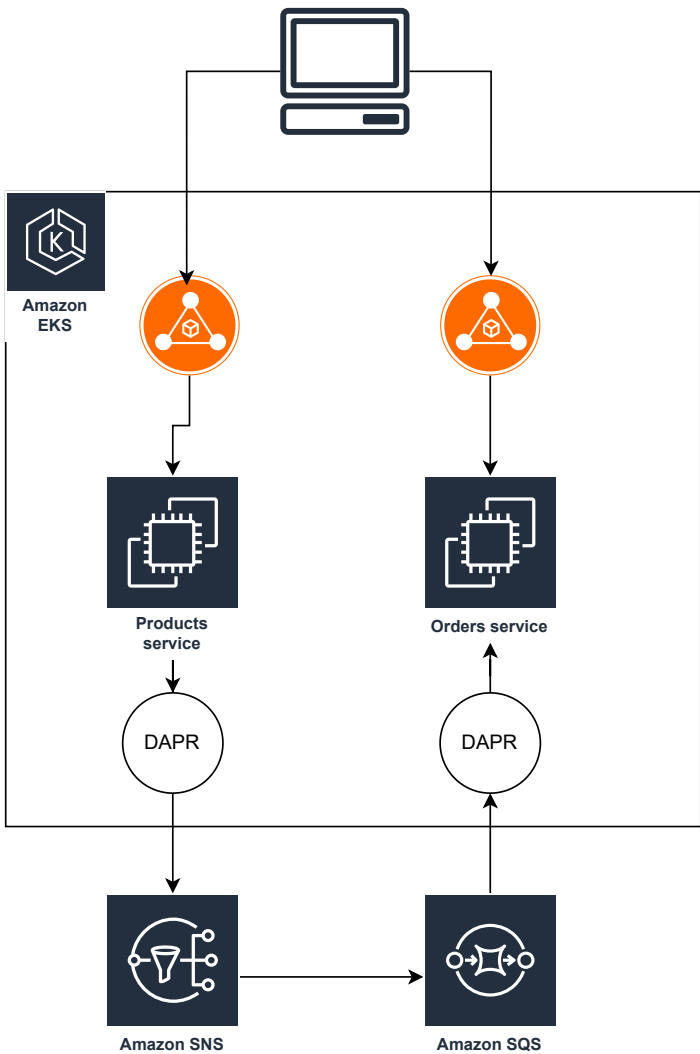 K
Amazon
EKS
Products
service
Orders service
DAPR
DAPR
Amazon SNS
Amazon SQS